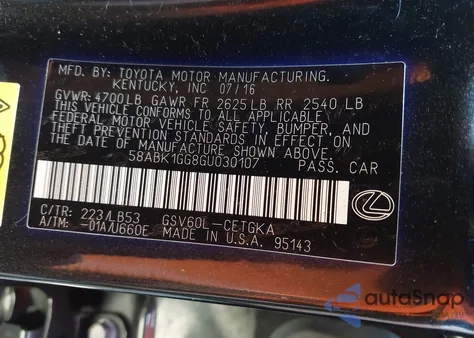 MFD. BY: TOYOTA MOTOR MANUFACTURING.
KENTUCKY, INC 07/16
GVWR: 4700LB GAWR FR 2625 LB RR 2540 LB
THIS VEHICLE CONFORMS TO ALL APPLICABLE
FEDERAL MOTOR VEHICLE SAFETY, BUMPER, AND
THEFT PREVENTION STANDARDS IN EFFECT ON
THE DATE OF MANUFACTURE SHOWN ABOVE.
58ABK1GG8GU030107 PASS. CAR
C/TR: 223/LB53 GSV60L-CETGKA
A/TM: -01A/U660E MADE IN U.S.A. 95143
autoSnap